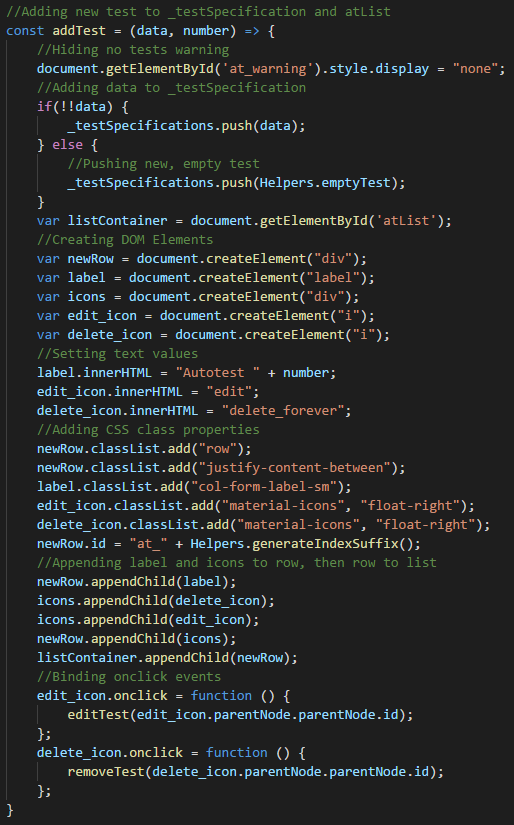 //Adding new test to _testSpecification and atList
const addTest = (data, number) => {
    //Hiding no tests warning
    document.getElementById('at_warning').style.display = "none";
    //Adding data to _testSpecification
    if(!!data) {
        _testSpecifications.push(data);
    } else {
        //Pushing new, empty test
        _testSpecifications.push(Helpers.emptyTest);
    }
    var listContainer = document.getElementById('atList');
    //Creating DOM Elements
    var newRow = document.createElement("div");
    var label = document.createElement("label");
    var icons = document.createElement("div");
    var edit_icon = document.createElement("i");
    var delete_icon = document.createElement("i");
    //Setting text values
    label.innerHTML = "Autotest " + number;
    edit_icon.innerHTML = "edit";
    delete_icon.innerHTML = "delete_forever";
    //Adding CSS class properties
    newRow.classList.add("row");
    newRow.classList.add("justify-content-between");
    label.classList.add("col-form-label-sm");
    edit_icon.classList.add("material-icons", "float-right");
    delete_icon.classList.add("material-icons", "float-right");
    newRow.id = "at_" + Helpers.generateIndexSuffix();
    //Appending label and icons to row, then row to list
    newRow.appendChild(label);
    icons.appendChild(delete_icon);
    icons.appendChild(edit_icon);
    newRow.appendChild(icons);
    listContainer.appendChild(newRow);
    //Binding onclick events
    edit_icon.onclick = function () {
        editTest(edit_icon.parentNode.parentNode.id);
    };
    delete_icon.onclick = function () {
        removeTest(delete_icon.parentNode.parentNode.id);
    };
}